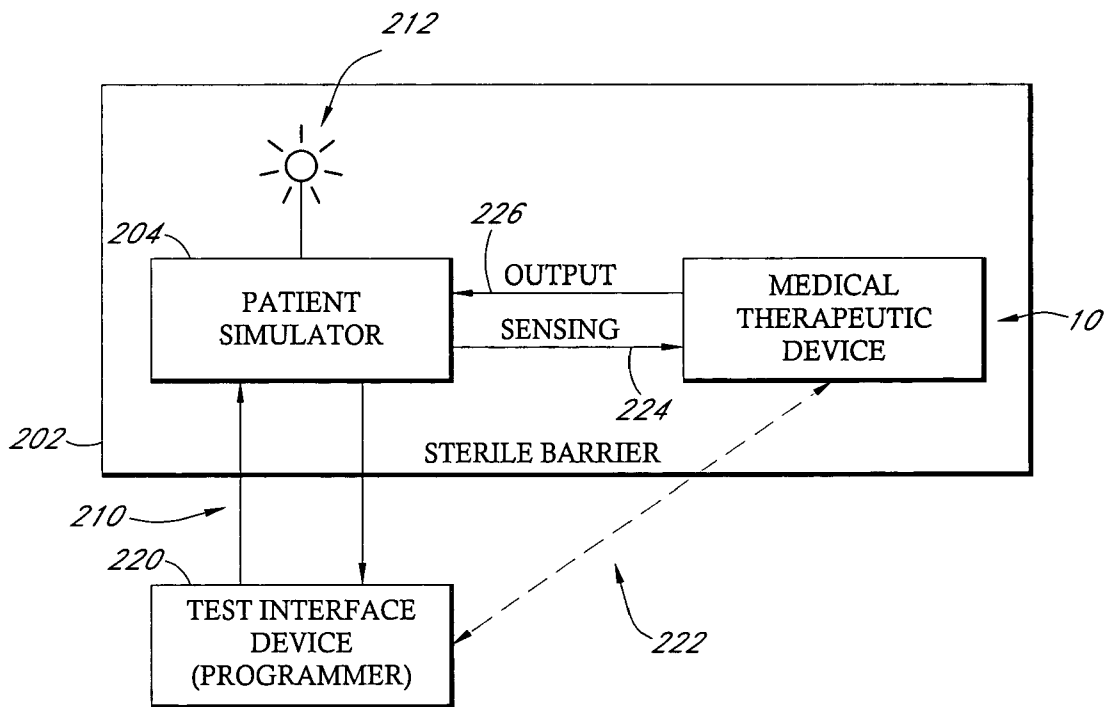 212
204
PATIENT
SIMULATOR
226
OUTPUT
SENSING
224
MEDICAL
THERAPEUTIC
DEVICE
10
202
STERILE BARRIER
210
220
TEST INTERFACE
DEVICE
(PROGRAMMER)
222